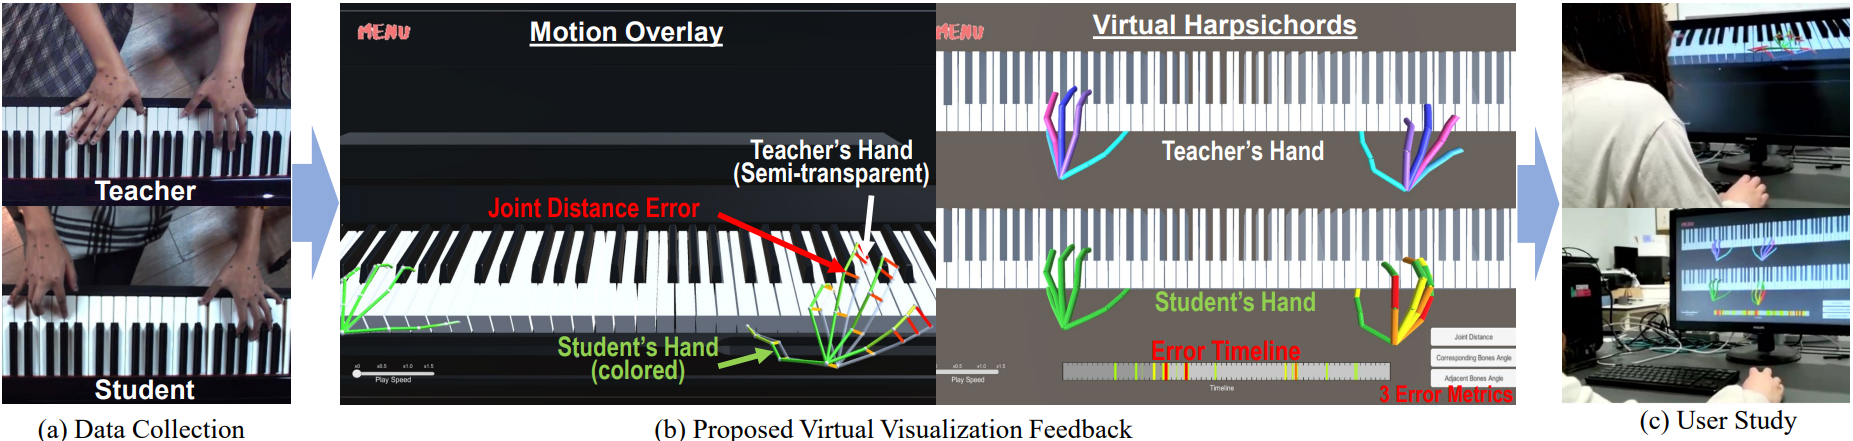 Teacher
Student
(a) Data Collection
MENU
Motion Overlay
Teacher's Hand
(Semi-transparent)
Joint Distance Error
Student's Hand
(colored)
x0 x0.5 x1.0 x1.5
Play Speed
MENU
Virtual Harpsichords
Teacher's Hand
Student's Hand
Error Timeline
Timeline
x0.5 x1.0 x1.5
Play Speed
Joint Distance
Corresponding Bones Angle
Adjacent Bones Angle
3 Error Metrics
(b) Proposed Virtual Visualization Feedback
PHILIPS
(c) User Study